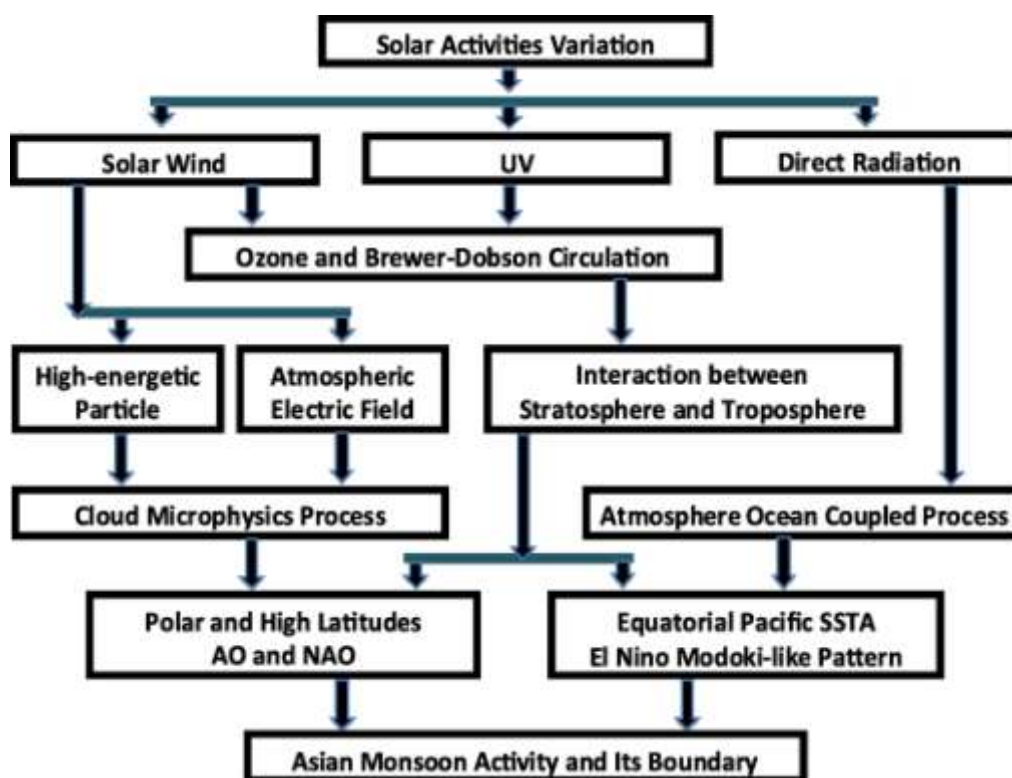 Solar Activities Variation
Solar Wind
UV
Direct Radiation
Ozone and Brewer-Dobson Circulation
High-energetic
Particle
Atmospheric
Electric Field
Interaction between
Stratosphere and Troposphere
Cloud Microphysics Process
Atmosphere Ocean Coupled Process
Polar and High Latitudes
AO and NAO
Equatorial Pacific SSTA
El Nino Modoki-like Pattern
Asian Monsoon Activity and Its Boundary